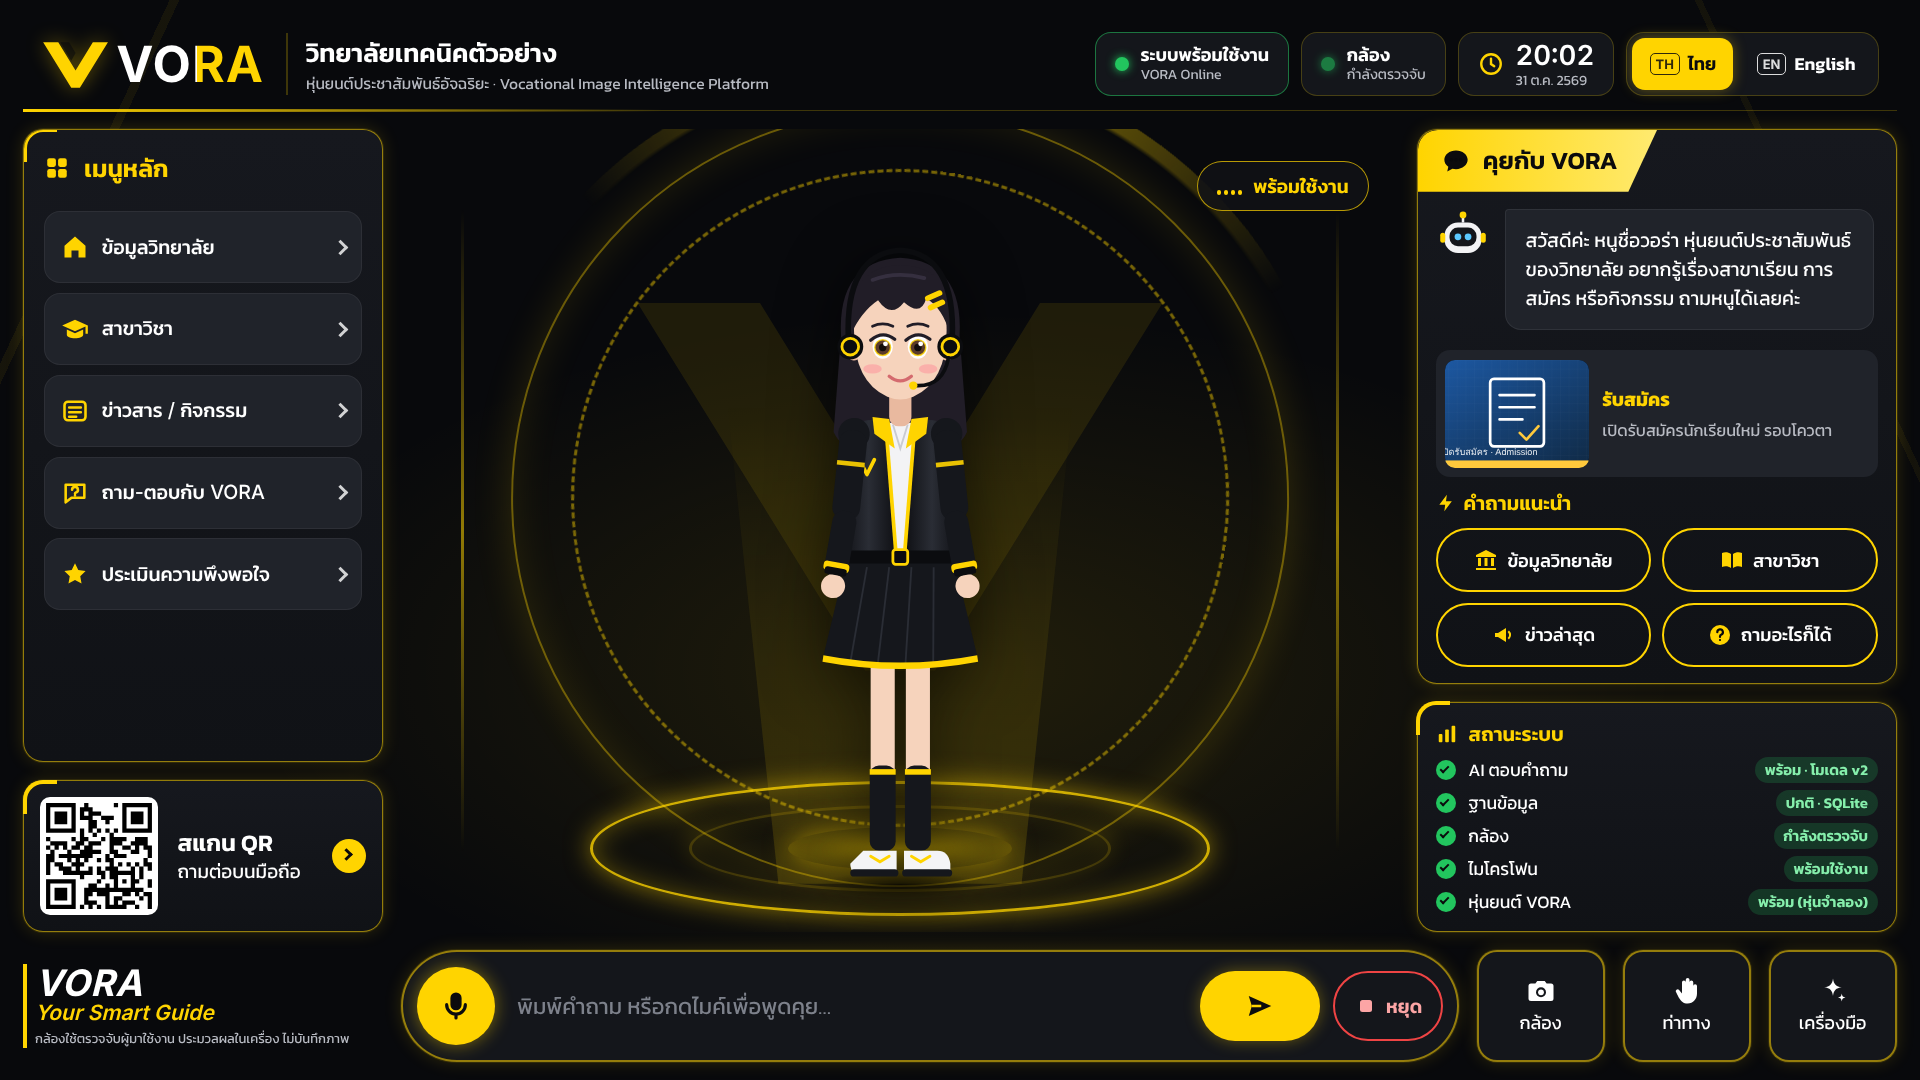 VORA
วิทยาลัยเทคนิคตัวอย่าง
หุ่นยนต์ประชาสัมพันธ์อัจฉริยะ · Vocational Image Intelligence Platform
ระบบพร้อมใช้งาน
VORA Online
กล้อง
กำลังตรวจจับ
20:02
31 ต.ค. 2569
TH ไทย
EN English
เมนูหลัก
ข้อมูลวิทยาลัย
สาขาวิชา
ข่าวสาร / กิจกรรม
ถาม-ตอบกับ VORA
ประเมินความพึงพอใจ
สแกน QR
ถามต่อบนมือถือ
.... พร้อมใช้งาน
คุยกับ VORA
สวัสดีค่ะ หนูชื่อวอร่า หุ่นยนต์ประชาสัมพันธ์
ของวิทยาลัย อยากรู้เรื่องสาขาเรียน การ
สมัคร หรือกิจกรรม ถามหนูได้เลยค่ะ
ปิดรับสมัคร · Admission
รับสมัคร
เปิดรับสมัครนักเรียนใหม่ รอบโควตา
คำถามแนะนำ
ข้อมูลวิทยาลัย
สาขาวิชา
ข่าวล่าสุด
ถามอะไรก็ได้
สถานะระบบ
AI ตอบคำถาม
พร้อม · โมเดล v2
ฐานข้อมูล
ปกติ · SQLite
กล้อง
กำลังตรวจจับ
ไมโครโฟน
พร้อมใช้งาน
หุ่นยนต์ VORA
พร้อม (หุ่นจำลอง)
VORA
Your Smart Guide
กล้องใช้ตรวจจับผู้มาใช้งาน ประมวลผลในเครื่อง ไม่บันทึกภาพ
พิมพ์คำถาม หรือกดไมค์เพื่อพูดคุย...
หยุด
กล้อง
ท่าทาง
เครื่องมือ